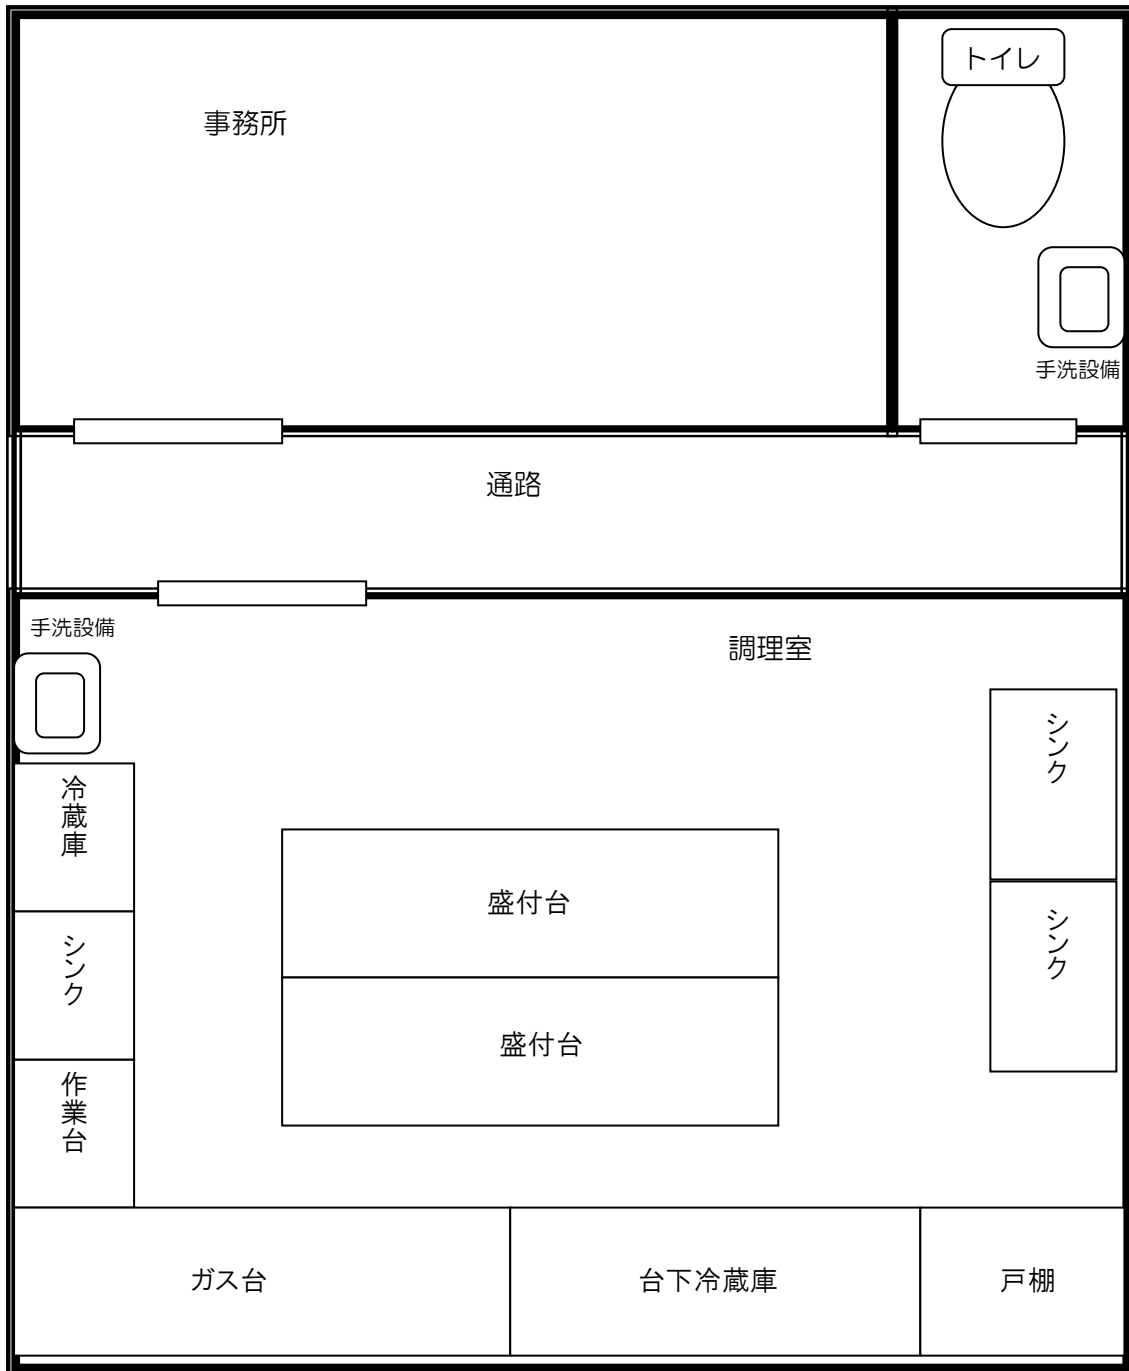 トイレ
事務所
手洗設備
通路
手洗設備
調理室
シンク
冷蔵庫
盛付台
シンク
シンク
盛付台
作業台
ガス台
台下冷蔵庫
戸棚